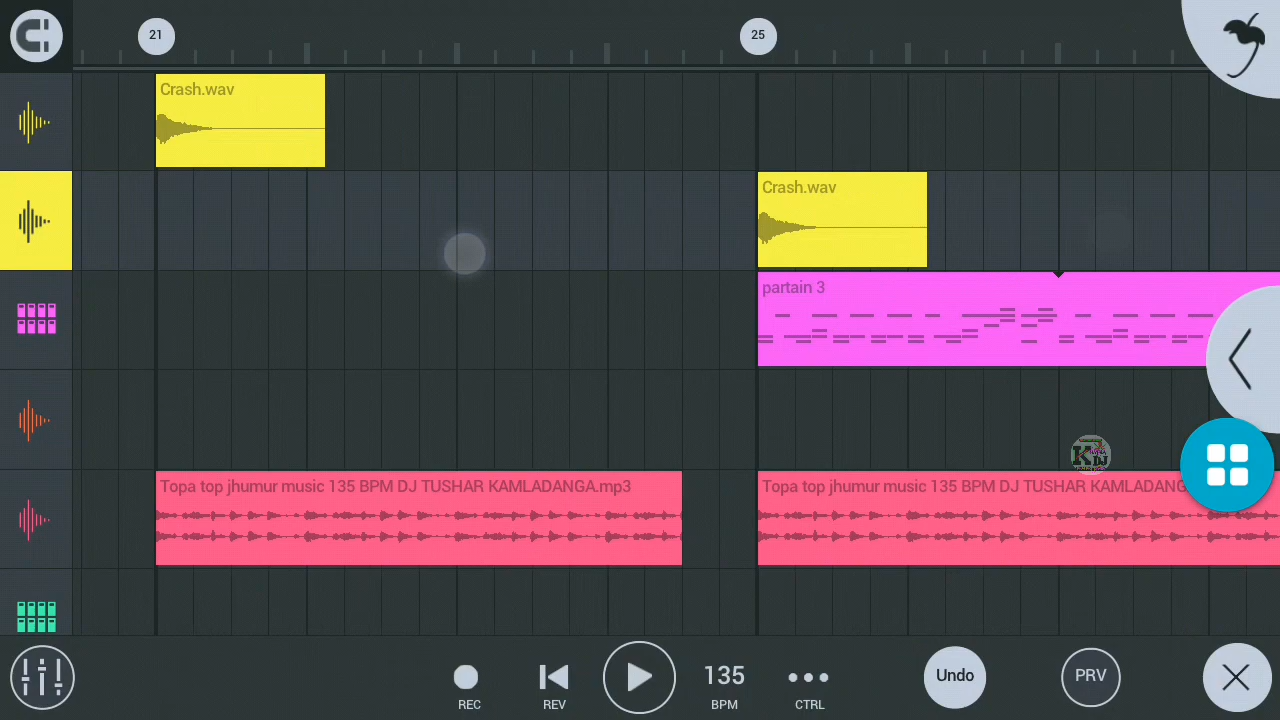 21
25
Crash.wav
Crash.wav
partain 3
Topa top jhumur music 135 BPM DJ TUSHAR KAMLADANGA.mp3
Topa top jhumur music 135 BPM DJ TUSHAR KAMLADANG
KN
135
Undo
PRV
REC
REV
BPM
CTRL